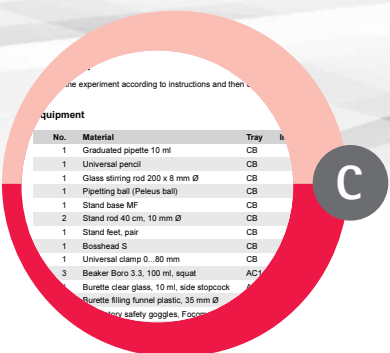 he experiment according to instructions and then
quipment
No. Material Tray
1 Graduated pipette 10 ml CB
1 Universal pencil CB
1 Glass stirring rod 200 x 8 mm Ø CB
1 Pipetting ball (Peleus ball) CB
1 Stand base MF CB
2 Stand rod 40 cm, 10 mm Ø CB
1 Stand feet, pair CB
1 Bosshead S CB
1 Universal clamp 0...80 mm CB
3 Beaker Boro 3.3, 100 ml, squat AC1
Burette clear glass, 10 ml, side stopcock
Burette filling funnel plastic, 35 mm Ø
tory safety goggles,
C